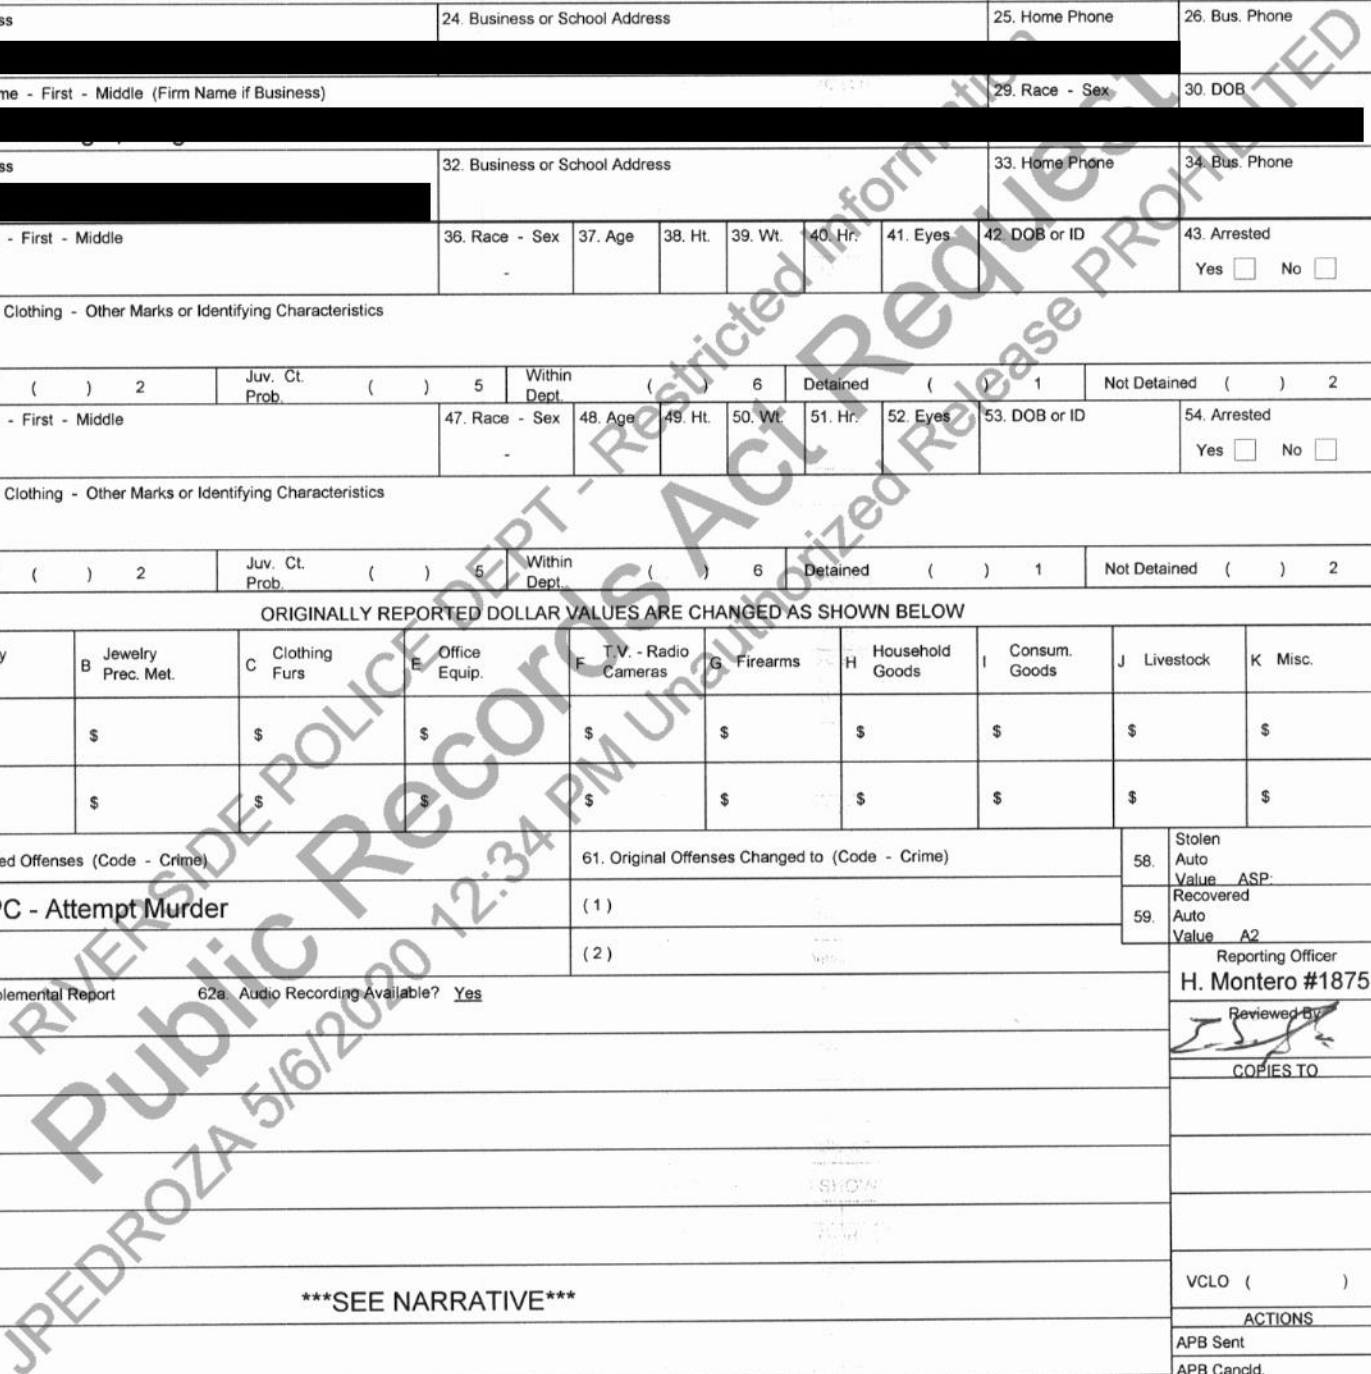 ss 24. Business or School Address 25. Home Phone 26. Bus. Phone
me - First - Middle (Firm Name if Business) 29. Race - Sex 30. DOB
ss 32. Business or School Address 33. Home Phone 34. Bus. Phone
- First - Middle 36. Race - Sex 37. Age 38. Ht. 39. Wt. 40. Hr. 41. Eyes 42. DOB or ID 43. Arrested
- Yes No
Clothing - Other Marks or Identifying Characteristics
( ) 2 Juv. Ct. Prob. ( ) 5 Within Dept. ( ) 6 Detained ( ) 1 Not Detained ( ) 2
- First - Middle 47. Race - Sex 48. Age 49. Ht. 50. Wt. 51. Hr. 52. Eyes 53. DOB or ID 54. Arrested
- Yes No
Clothing - Other Marks or Identifying Characteristics
( ) 2 Juv. Ct. Prob. ( ) 5 Within Dept. ( ) 6 Detained ( ) 1 Not Detained ( ) 2
ORIGINALLY REPORTED DOLLAR VALUES ARE CHANGED AS SHOWN BELOW
y B Jewelry Prec. Met. C Clothing Furs E Office Equip. F T.V. - Radio Cameras G Firearms H Household Goods I Consum. Goods J Livestock K Misc.
$ $ $ $ $ $ $ $ $
$ $ $ $ $ $ $ $ $
ed Offenses (Code - Crime) 61. Original Offenses Changed to (Code - Crime) 58. Stolen Auto Value ASP:
PC - Attempt Murder (1) 59. Recovered Auto Value A2
(2)
Reporting Officer
H. Montero #1875
plemental Report 62a. Audio Recording Available? Yes
Reviewed By
COPIES TO
SHOW
VCLO ( )
***SEE NARRATIVE***
ACTIONS
APB Sent
APB Cancld.
RIVERSIDE POLICE DEPT - Restricted Information
Public Records Act Request
JPEDROZA 5/6/2020 12:34 PM Unauthorized Release PROHIBITED